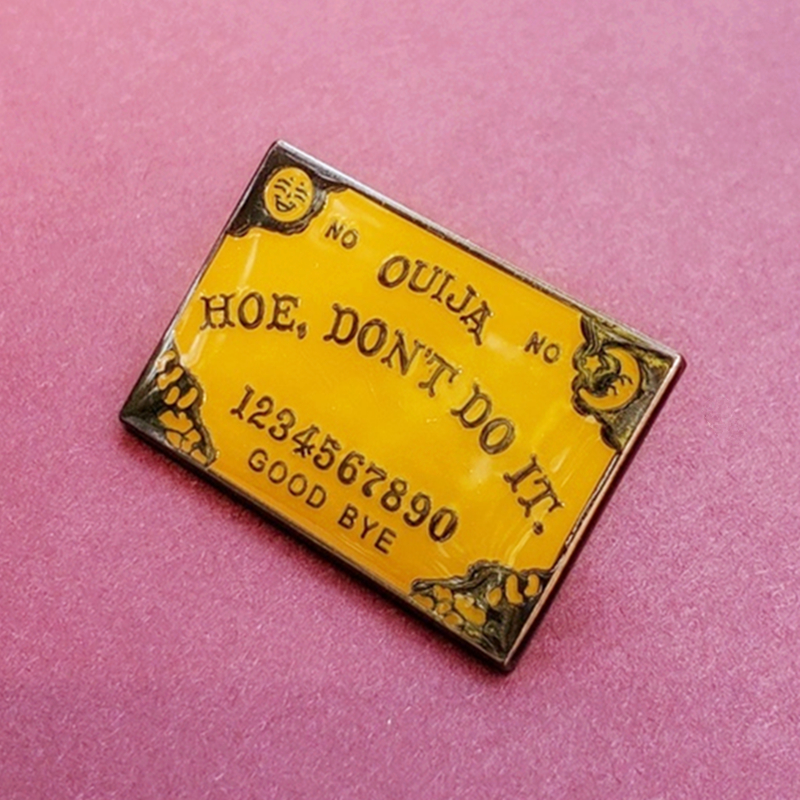 NO OUIJA NO
HOE, DON'T DO IT.
1234567890
GOOD BYE